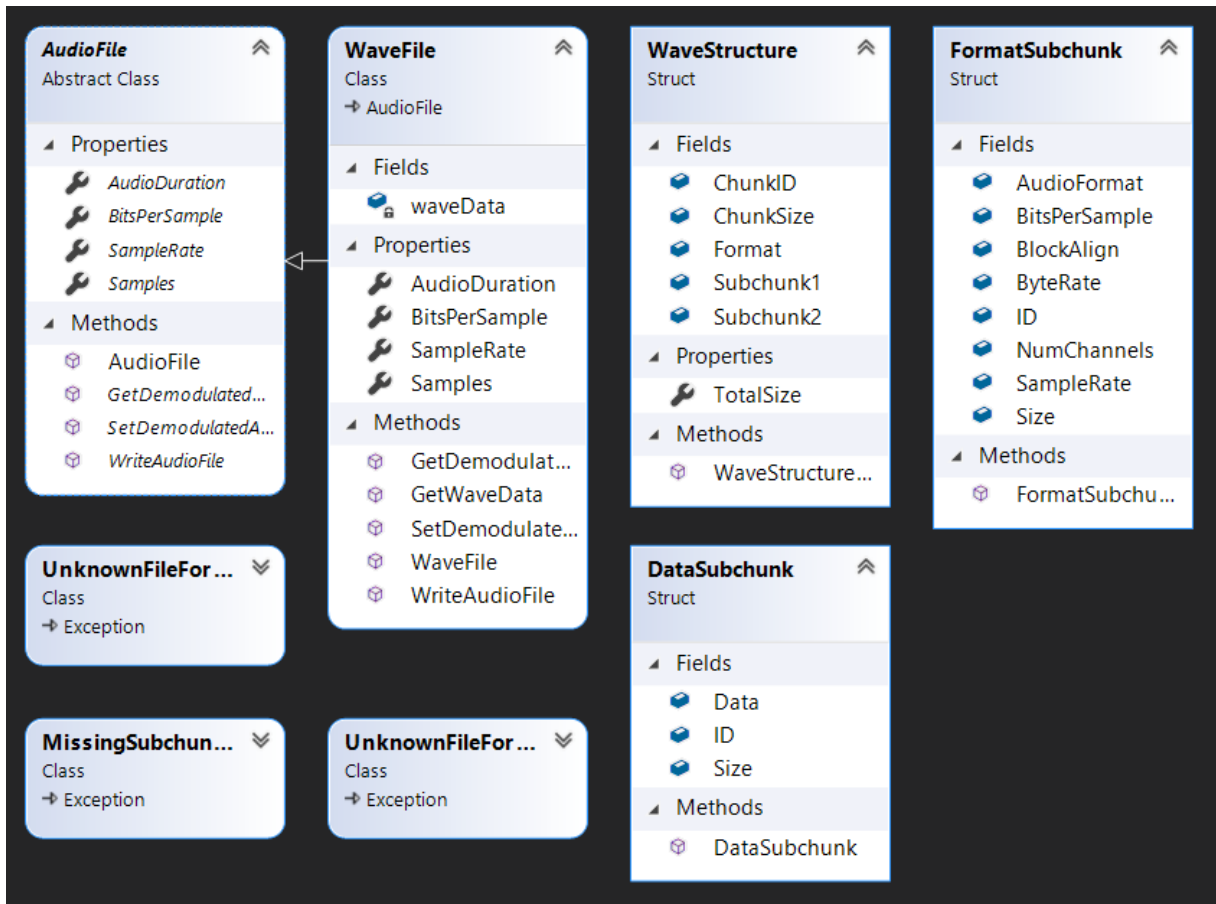 AudioFile
Abstract Class
Properties
AudioDuration
BitsPerSample
SampleRate
Samples
Methods
AudioFile
GetDemodulated...
SetDemodulatedA...
WriteAudioFile
WaveFile
Class
AudioFile
Fields
waveData
Properties
AudioDuration
BitsPerSample
SampleRate
Samples
Methods
GetDemodulat...
GetWaveData
SetDemodulate...
WaveFile
WriteAudioFile
WaveStructure
Struct
Fields
ChunkID
ChunkSize
Format
Subchunk1
Subchunk2
Properties
TotalSize
Methods
WaveStructure...
FormatSubchunk
Struct
Fields
AudioFormat
BitsPerSample
BlockAlign
ByteRate
ID
NumChannels
SampleRate
Size
Methods
FormatSubchu...
UnknownFileFor...
Class
Exception
MissingSubchun...
Class
Exception
UnknownFileFor...
Class
Exception
DataSubchunk
Struct
Fields
Data
ID
Size
Methods
DataSubchunk